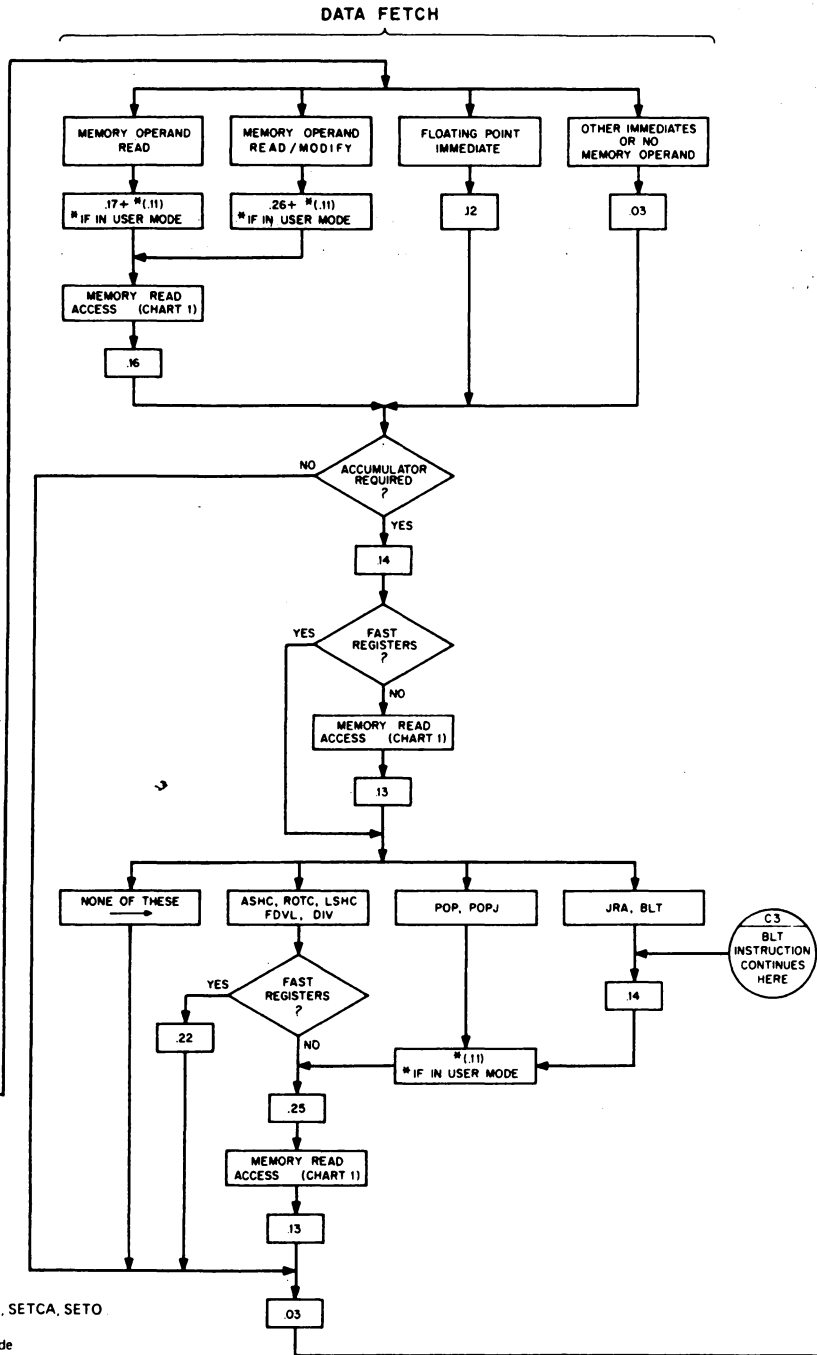 DATA FETCH
MEMORY OPERAND
READ
MEMORY OPERAND
READ/MODIFY
FLOATING POINT
IMMEDIATE
OTHER IMMEDIATES
OR NO
MEMORY OPERAND
.17+ *(.11)
*IF IN USER MODE
.26+ *(.11)
*IF IN USER MODE
.12
.03
MEMORY READ
ACCESS (CHART 1)
.16
NO
ACCUMULATOR
REQUIRED
?
YES
.14
YES
FAST
REGISTERS
?
NO
MEMORY READ
ACCESS (CHART 1)
.13
NONE OF THESE
ASHC, ROTC, LSHC
FDVL, DIV
POP, POPJ
JRA, BLT
C3
BLT
INSTRUCTION
CONTINUES
HERE
YES
FAST
REGISTERS
?
.14
.22
NO
*(.11)
*IF IN USER MODE
.25
MEMORY READ
ACCESS (CHART 1)
.13
.03
, SETCA, SETO
de